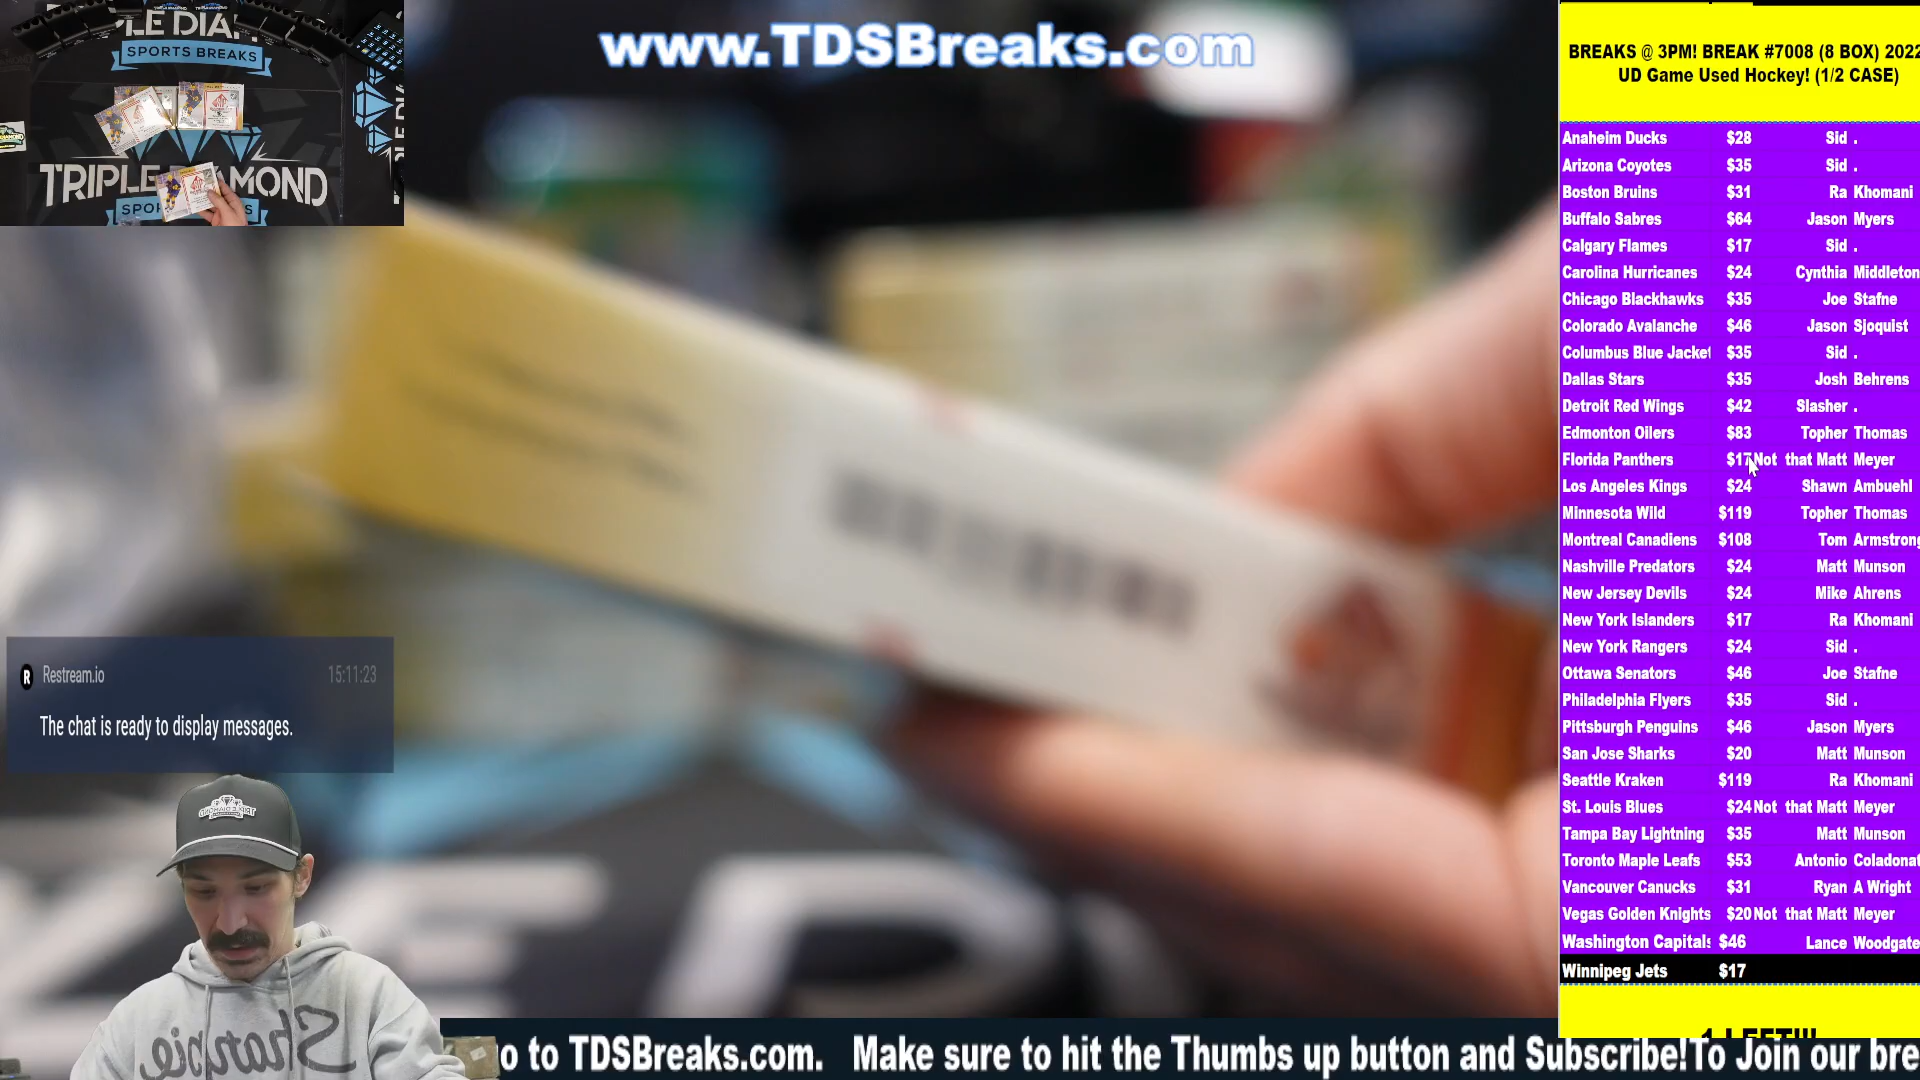 www.TDSBreaks.com
SPORTS BREAKS
BREAKS @ 3PM! BREAK #7008 (8 BOX) 2022
UD Game Used Hockey! (1/2 CASE)
Anaheim Ducks $28 Sid .
Arizona Coyotes $35 Sid .
Boston Bruins $31 Ra Khomani
Buffalo Sabres $64 Jason Myers
Calgary Flames $17 Sid .
Carolina Hurricanes $24 Cynthia Middleton
Chicago Blackhawks $35 Joe Stafne
Colorado Avalanche $46 Jason Sjoquist
Columbus Blue Jacket $35 Sid .
Dallas Stars $35 Josh Behrens
Detroit Red Wings $42 Slasher .
Edmonton Oilers $83 Topher Thomas
Florida Panthers $17 Not that Matt Meyer
Los Angeles Kings $24 Shawn Ambuehl
Minnesota Wild $119 Topher Thomas
Montreal Canadiens $108 Tom Armstrong
Nashville Predators $24 Matt Munson
New Jersey Devils $24 Mike Ahrens
New York Islanders $17 Ra Khomani
New York Rangers $24 Sid .
Ottawa Senators $46 Joe Stafne
Philadelphia Flyers $35 Sid .
Pittsburgh Penguins $46 Jason Myers
San Jose Sharks $20 Matt Munson
Seattle Kraken $119 Ra Khomani
St. Louis Blues $24 Not that Matt Meyer
Tampa Bay Lightning $35 Matt Munson
Toronto Maple Leafs $53 Antonio Coladonat
Vancouver Canucks $31 Ryan A Wright
Vegas Golden Knights $20 Not that Matt Meyer
Washington Capitals $46 Lance Woodgate
Winnipeg Jets $17
Restream.io 15:11:23
The chat is ready to display messages.
Sharpie
o to TDSBreaks.com. Make sure to hit the Thumbs up button and Subscribe!To Join our bre